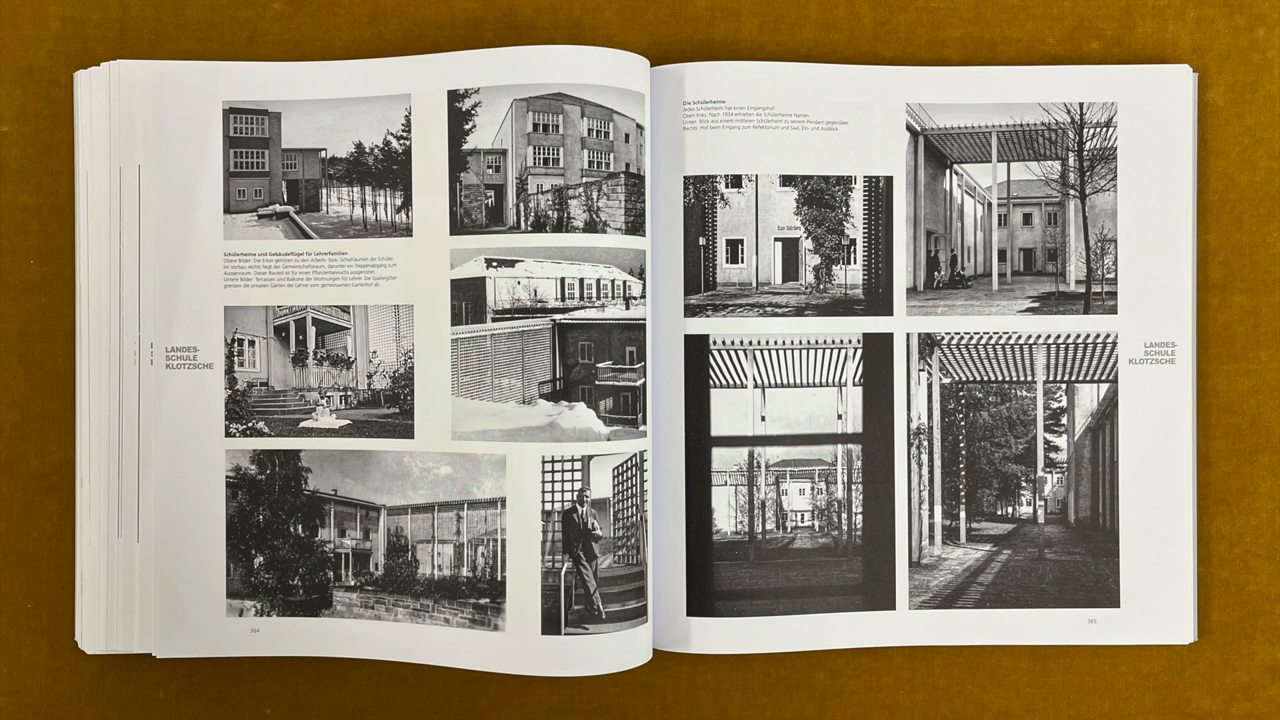 Schülerheime und Gebäudeflügel für Lehrerfamilien
Obere Bilder: Die Erker gehören zu den Arbeits- bzw. Schlafräumen der Schüler.
Im Vorbau rechts liegt der Gemeinschaftsraum, darunter ein Treppenabgang zum
Aussenraum. Dieser Bauteil ist für einen Pflanzenbewuchs ausgerüstet.
Untere Bilder: Terrassen und Balkone der Wohnungen für Lehrer. Die Spaliergitter
grenzen die privaten Gärten der Lehrer vom gemeinsamen Gartenhof ab.
LANDES-
SCHULE
KLOTZSCHE
364
Die Schülerheime
Jedes Schülerheim hat einen Eingangshof.
Oben links: Nach 1934 erhielten die Schülerheime Namen.
Unten: Blick aus einem mittleren Schülerheim zu seinem Pendant gegenüber.
Rechts: Hof beim Eingang zum Refektorium und Saal, Ein- und Ausblick.
LANDES-
SCHULE
KLOTZSCHE
365